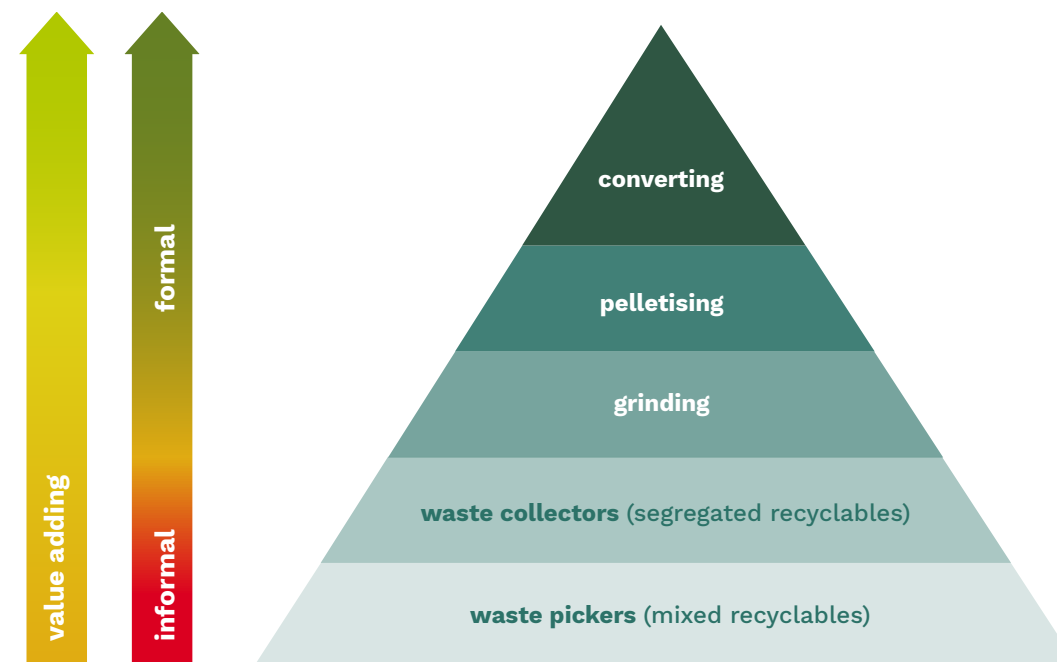 value adding
formal
informal
converting
pelletising
grinding
waste collectors (segregated recyclables)
waste pickers (mixed recyclables)